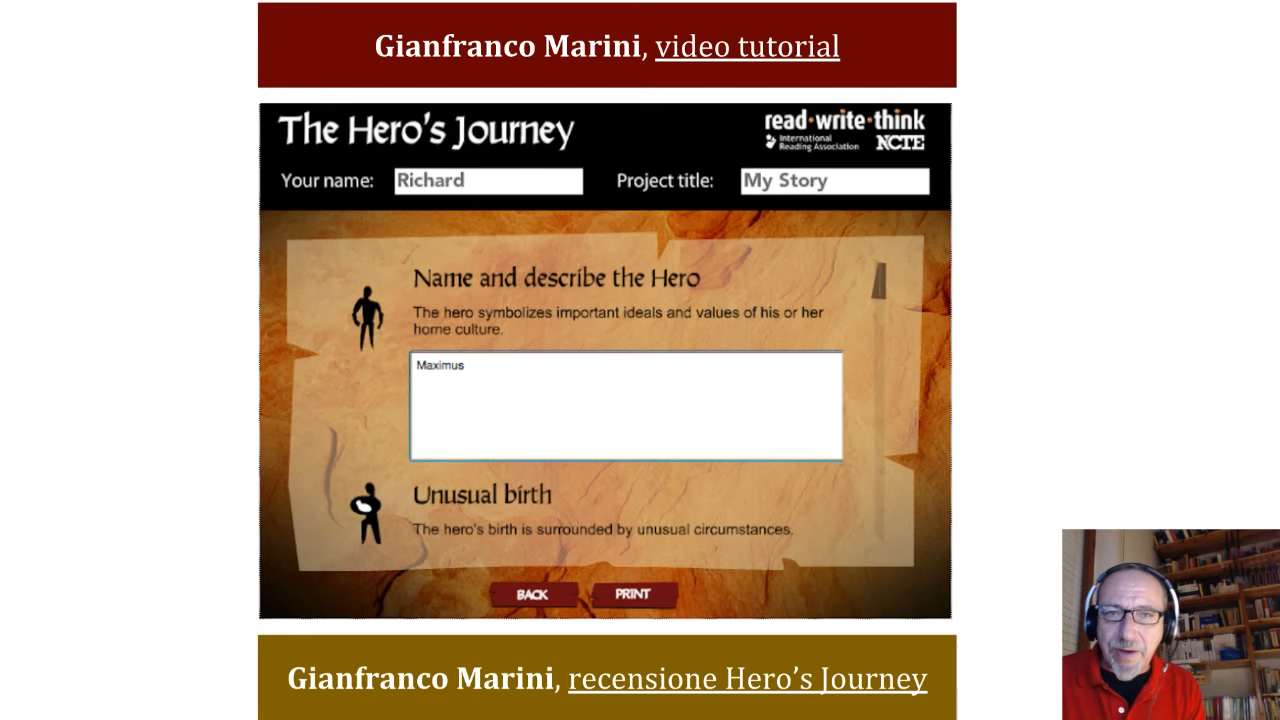 Gianfranco Marini, video tutorial
The Hero's Journey
read·write·think
International
Reading Association
NCTE
Your name: Richard
Project title: My Story
Name and describe the Hero
The hero symbolizes important ideals and values of his or her
home culture.
Maximus
Unusual birth
The hero's birth is surrounded by unusual circumstances.
BACK
PRINT
Gianfranco Marini, recensione Hero’s Journey